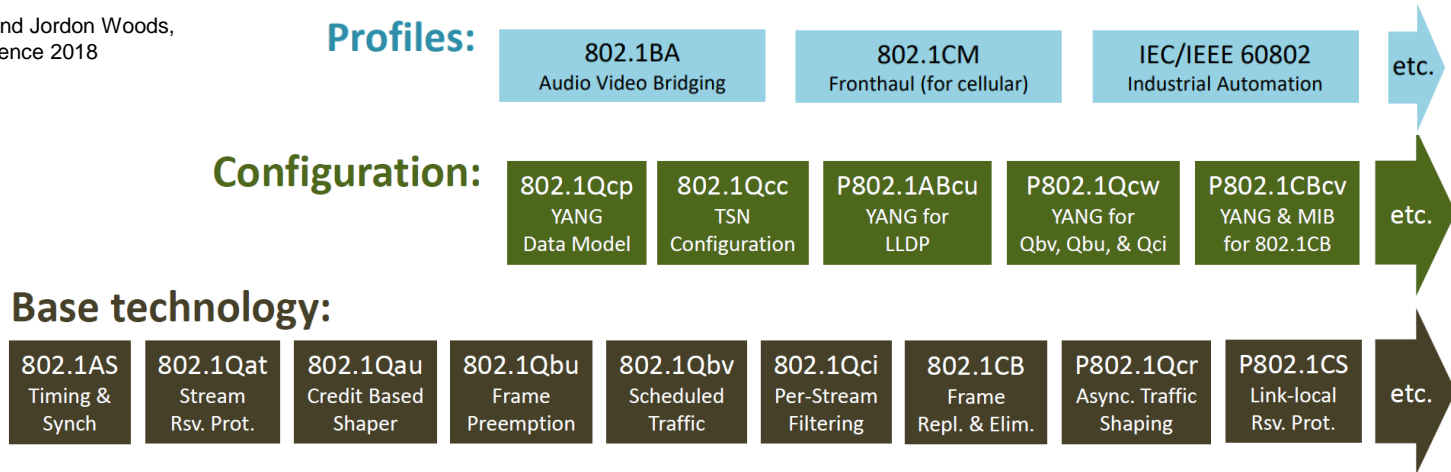 nd Jordon Woods,
ence 2018
Profiles:
802.1BA
Audio Video Bridging
802.1CM
Fronthaul (for cellular)
IEC/IEEE 60802
Industrial Automation
etc.
Configuration:
802.1Qcp
YANG
Data Model
802.1Qcc
TSN
Configuration
P802.1ABcu
YANG for
LLDP
P802.1Qcw
YANG for
Qbv, Qbu, & Qci
P802.1CBcv
YANG & MIB
for 802.1CB
etc.
Base technology:
802.1AS
Timing &
Synch
802.1Qat
Stream
Rsv. Prot.
802.1Qau
Credit Based
Shaper
802.1Qbu
Frame
Preemption
802.1Qbv
Scheduled
Traffic
802.1Qci
Per-Stream
Filtering
802.1CB
Frame
Repl. & Elim.
P802.1Qcr
Async. Traffic
Shaping
P802.1CS
Link-local
Rsv. Prot.
etc.